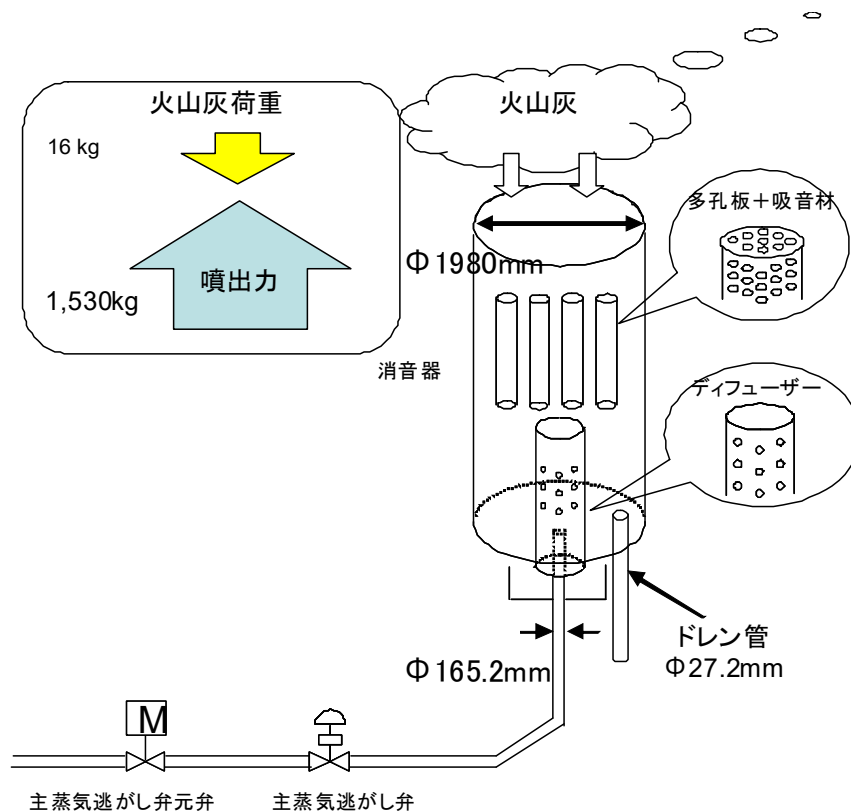 火山灰荷重
16 kg
噴出力
1,530kg
火山灰
多孔板+吸音材
Φ1980mm
消音器
ディフューザー
ドレン管
Φ27.2mm
Φ165.2mm
M
主蒸気逃がし弁元弁
主蒸気逃がし弁